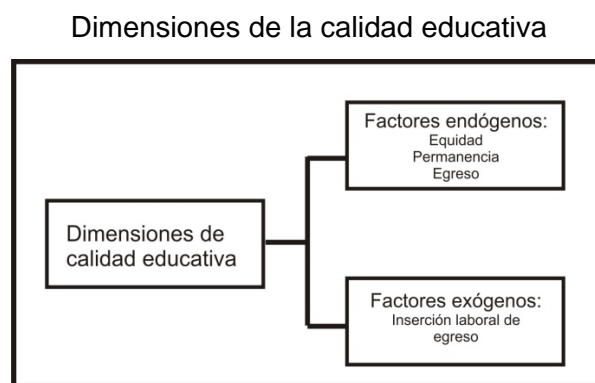 Dimensiones de la calidad educativa
Factores endógenos:
Equidad
Permanencia
Egreso
Dimensiones de
calidad educativa
Factores exógenos:
Inserción laboral de
egreso